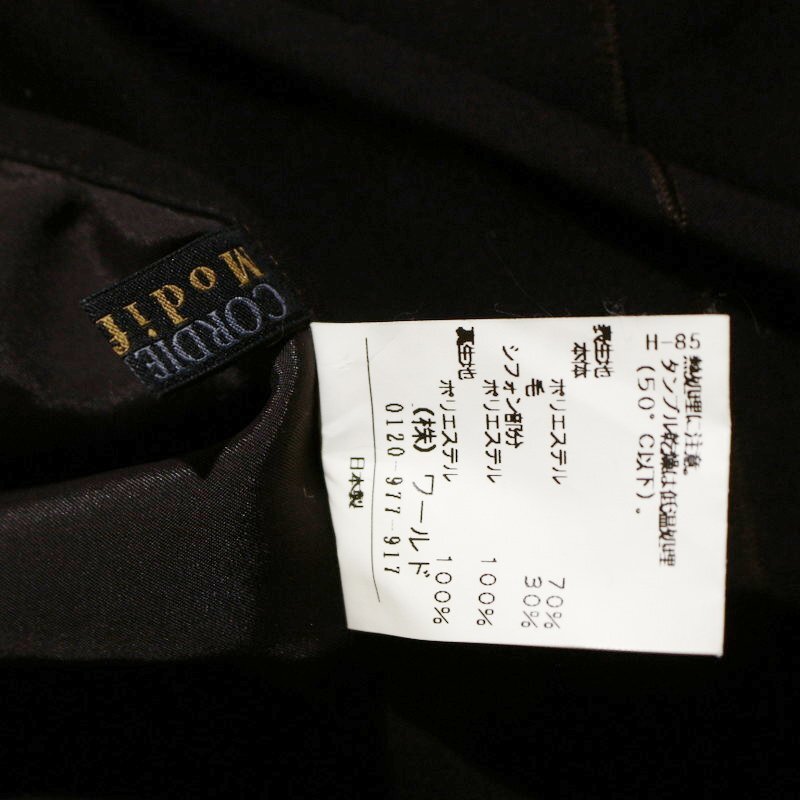 CORDIE
Modif
熱処理に注意。
タンブル乾燥は低温処理
(50°C以下)。
エ-85
表生地
本体
ポリエステル 70%
毛 30%
シフォン部分
ポリエステル 100%
裏生地
ポリエステル 100%
(株) ワールド
0120-977-917
日本製